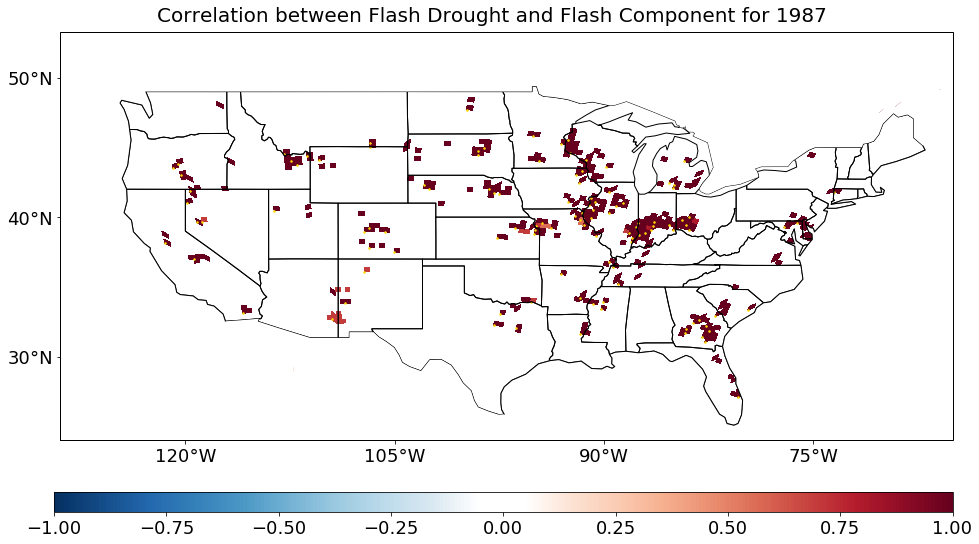 Correlation between Flash Drought and Flash Component for 1987
50°N
40°N
30°N
120°W 105°W 90°W 75°W
−1.00 −0.75 −0.50 −0.25 0.00 0.25 0.50 0.75 1.00